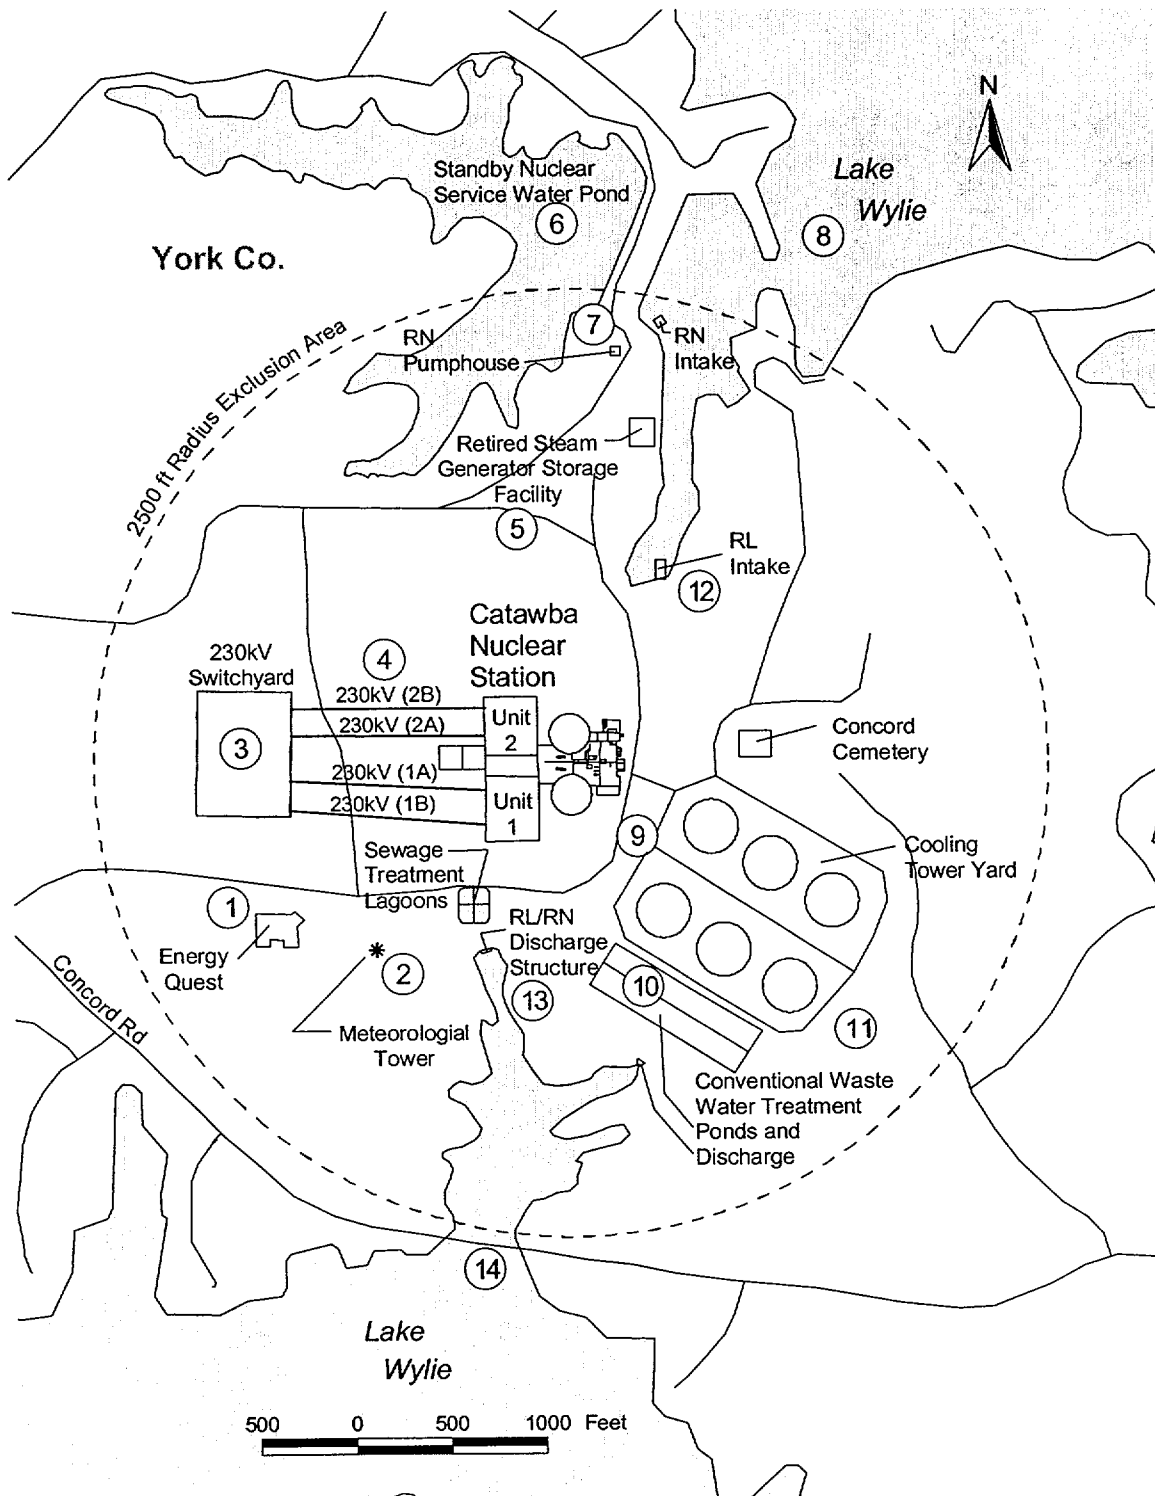 N
Lake
Wylie
8
Standby Nuclear
Service Water Pond
6
York Co.
2500 ft Radius Exclusion Area
7
RN
Pumphouse
RN
Intake
Retired Steam
Generator Storage
Facility
5
RL
Intake
12
Catawba
Nuclear
Station
230kV
Switchyard
3
4
230kV (2B)
230kV (2A)
230kV (1A)
230kV (1B)
Unit
2
Unit
1
Concord
Cemetery
9
Cooling
Tower Yard
Sewage
Treatment
Lagoons
1
Energy
Quest
RL/RN
Discharge
Structure
2
13
10
11
Concord Rd
Meteorologial
Tower
Conventional Waste
Water Treatment
Ponds and
Discharge
14
Lake
Wylie
500 0 500 1000 Feet